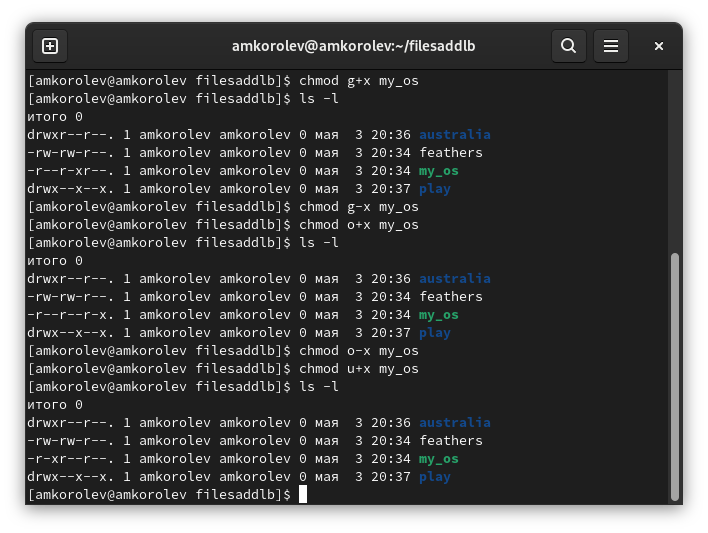 amkorolev@amkorolev:~/filesaddlb
[amkorolev@amkorolev filesaddlb]$ chmod g+x my_os
[amkorolev@amkorolev filesaddlb]$ ls -l
итого 0
drwxr--r--. 1 amkorolev amkorolev 0 мая  3 20:36 australia
-rw-rw-r--. 1 amkorolev amkorolev 0 мая  3 20:34 feathers
-r--r-xr--. 1 amkorolev amkorolev 0 мая  3 20:34 my_os
drwx--x--x. 1 amkorolev amkorolev 0 мая  3 20:37 play
[amkorolev@amkorolev filesaddlb]$ chmod g-x my_os
[amkorolev@amkorolev filesaddlb]$ chmod o+x my_os
[amkorolev@amkorolev filesaddlb]$ ls -l
итого 0
drwxr--r--. 1 amkorolev amkorolev 0 мая  3 20:36 australia
-rw-rw-r--. 1 amkorolev amkorolev 0 мая  3 20:34 feathers
-r--r--r-x. 1 amkorolev amkorolev 0 мая  3 20:34 my_os
drwx--x--x. 1 amkorolev amkorolev 0 мая  3 20:37 play
[amkorolev@amkorolev filesaddlb]$ chmod o-x my_os
[amkorolev@amkorolev filesaddlb]$ chmod u+x my_os
[amkorolev@amkorolev filesaddlb]$ ls -l
итого 0
drwxr--r--. 1 amkorolev amkorolev 0 мая  3 20:36 australia
-rw-rw-r--. 1 amkorolev amkorolev 0 мая  3 20:34 feathers
-r-xr--r--. 1 amkorolev amkorolev 0 мая  3 20:34 my_os
drwx--x--x. 1 amkorolev amkorolev 0 мая  3 20:37 play
[amkorolev@amkorolev filesaddlb]$